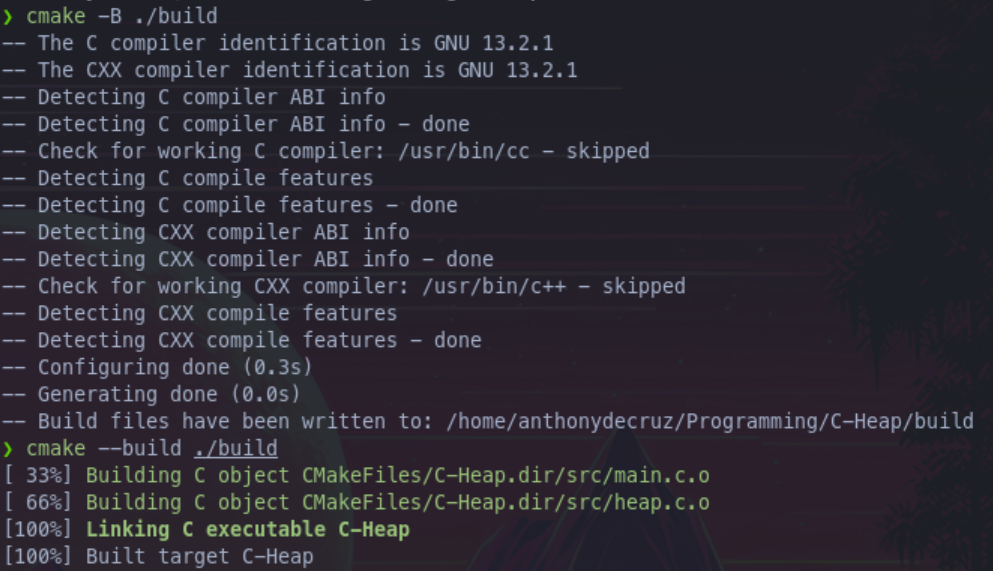 ❯ cmake -B ./build
-- The C compiler identification is GNU 13.2.1
-- The CXX compiler identification is GNU 13.2.1
-- Detecting C compiler ABI info
-- Detecting C compiler ABI info - done
-- Check for working C compiler: /usr/bin/cc - skipped
-- Detecting C compile features
-- Detecting C compile features - done
-- Detecting CXX compiler ABI info
-- Detecting CXX compiler ABI info - done
-- Check for working CXX compiler: /usr/bin/c++ - skipped
-- Detecting CXX compile features
-- Detecting CXX compile features - done
-- Configuring done (0.3s)
-- Generating done (0.0s)
-- Build files have been written to: /home/anthonydecruz/Programming/C-Heap/build
❯ cmake --build ./build
[ 33%] Building C object CMakeFiles/C-Heap.dir/src/main.c.o
[ 66%] Building C object CMakeFiles/C-Heap.dir/src/heap.c.o
[100%] Linking C executable C-Heap
[100%] Built target C-Heap